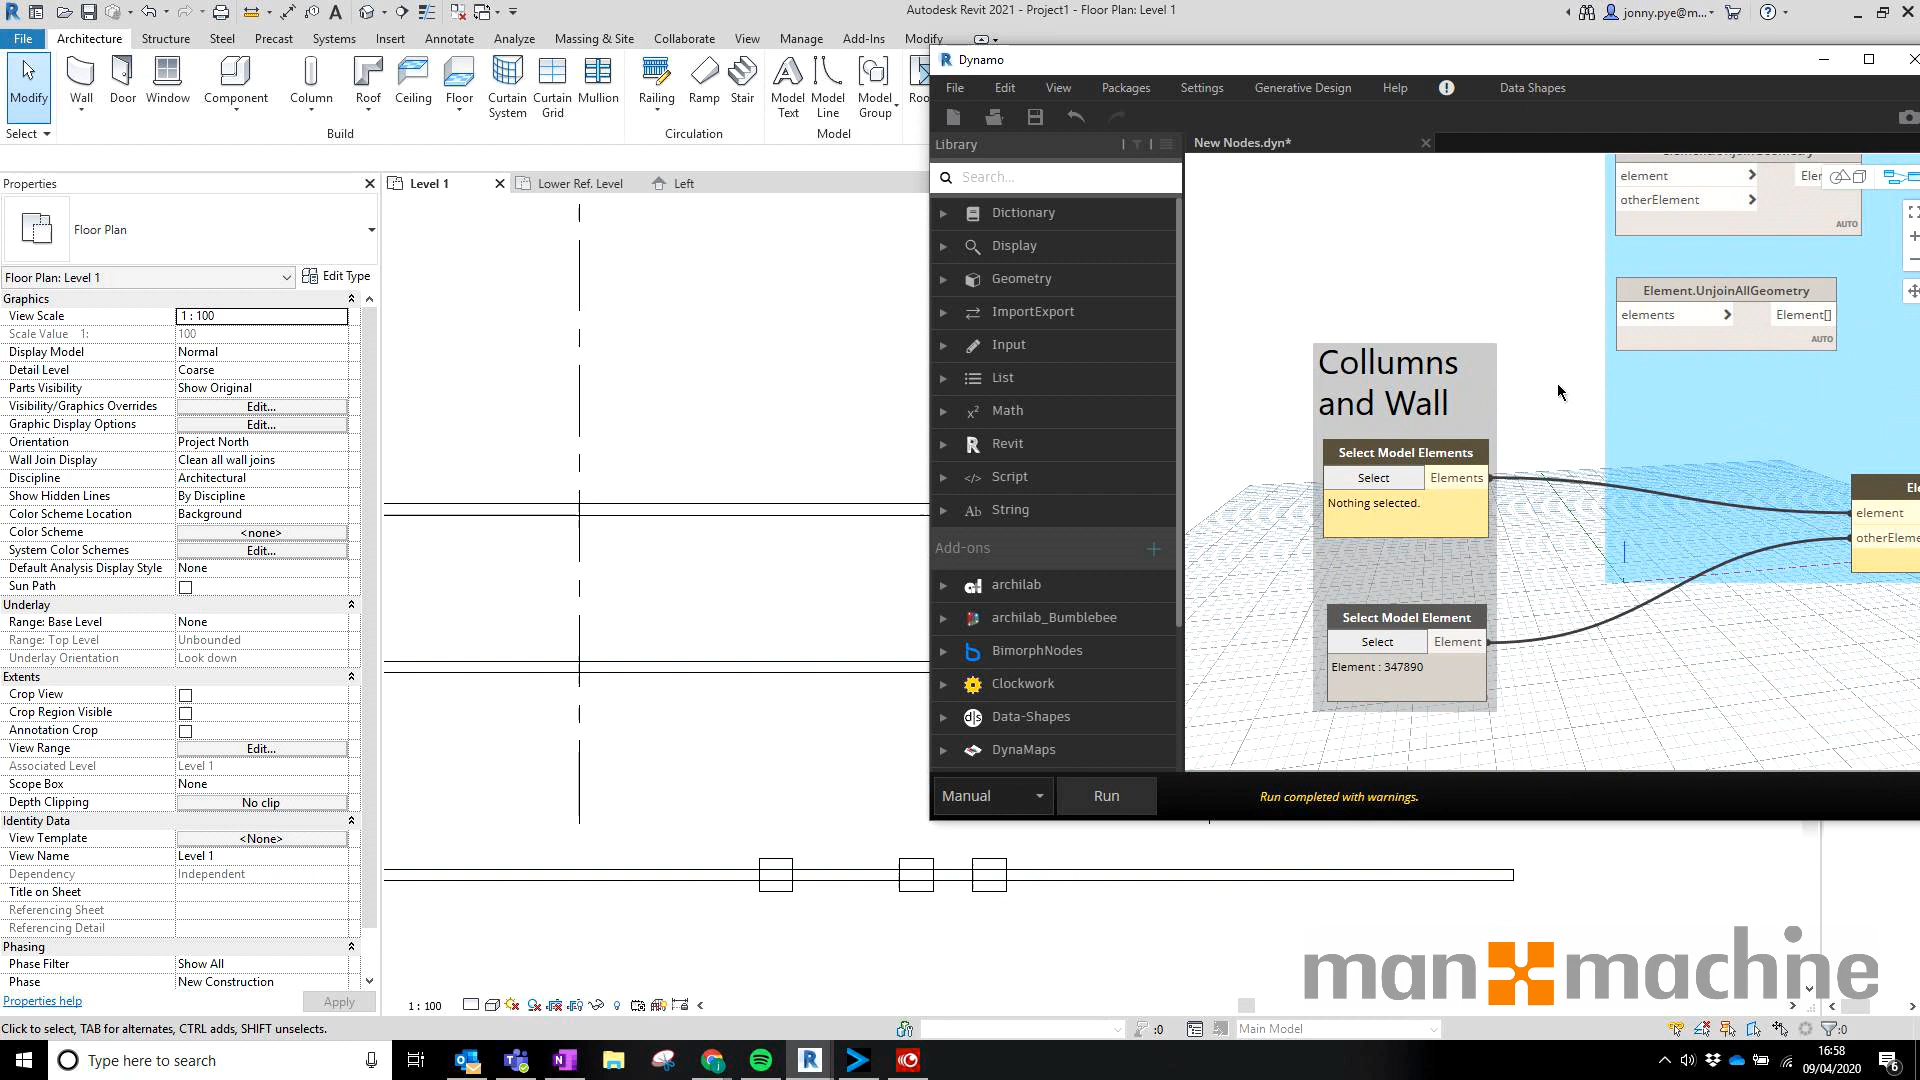 Autodesk Revit 2021 - Project1 - Floor Plan: Level 1
jonny.pye@m...
File Architecture Structure Steel Precast Systems Insert Annotate Analyze Massing & Site Collaborate View Manage Add-Ins Modify
Modify Wall Door Window Component Column Roof Ceiling Floor Curtain System Curtain Grid Mullion Railing Ramp Stair Model Text Model Line Model Group
Select Build Circulation Model
Properties
Floor Plan
Floor Plan: Level 1 Edit Type
Graphics
View Scale 1 : 100
Scale Value 1: 100
Display Model Normal
Detail Level Coarse
Parts Visibility Show Original
Visibility/Graphics Overrides Edit...
Graphic Display Options Edit...
Orientation Project North
Wall Join Display Clean all wall joins
Discipline Architectural
Show Hidden Lines By Discipline
Color Scheme Location Background
Color Scheme <none>
System Color Schemes Edit...
Default Analysis Display Style None
Sun Path
Underlay
Range: Base Level None
Range: Top Level Unbounded
Underlay Orientation Look down
Extents
Crop View
Crop Region Visible
Annotation Crop
View Range Edit...
Associated Level Level 1
Scope Box None
Depth Clipping No clip
Identity Data
View Template <None>
View Name Level 1
Dependency Independent
Title on Sheet
Referencing Sheet
Referencing Detail
Phasing
Phase Filter Show All
Phase New Construction
Properties help Apply
Level 1 Lower Ref. Level Left
1 : 100
Dynamo
File Edit View Packages Settings Generative Design Help Data Shapes
Library
New Nodes.dyn*
Search...
Dictionary
Display
Geometry
ImportExport
Input
List
Math
Revit
Script
String
Add-ons
archilab
archilab_Bumblebee
BimorphNodes
Clockwork
Data-Shapes
DynaMaps
element
otherElement
AUTO
Element.UnjoinAllGeometry
elements Element[]
AUTO
Collumns
and Wall
Select Model Elements
Select Elements
Nothing selected.
Select Model Element
Select Element
Element : 347890
element
Manual Run Run completed with warnings.
man machine
Click to select, TAB for alternates, CTRL adds, SHIFT unselects.
:0 Main Model :0
Type here to search
16:58
09/04/2020
6